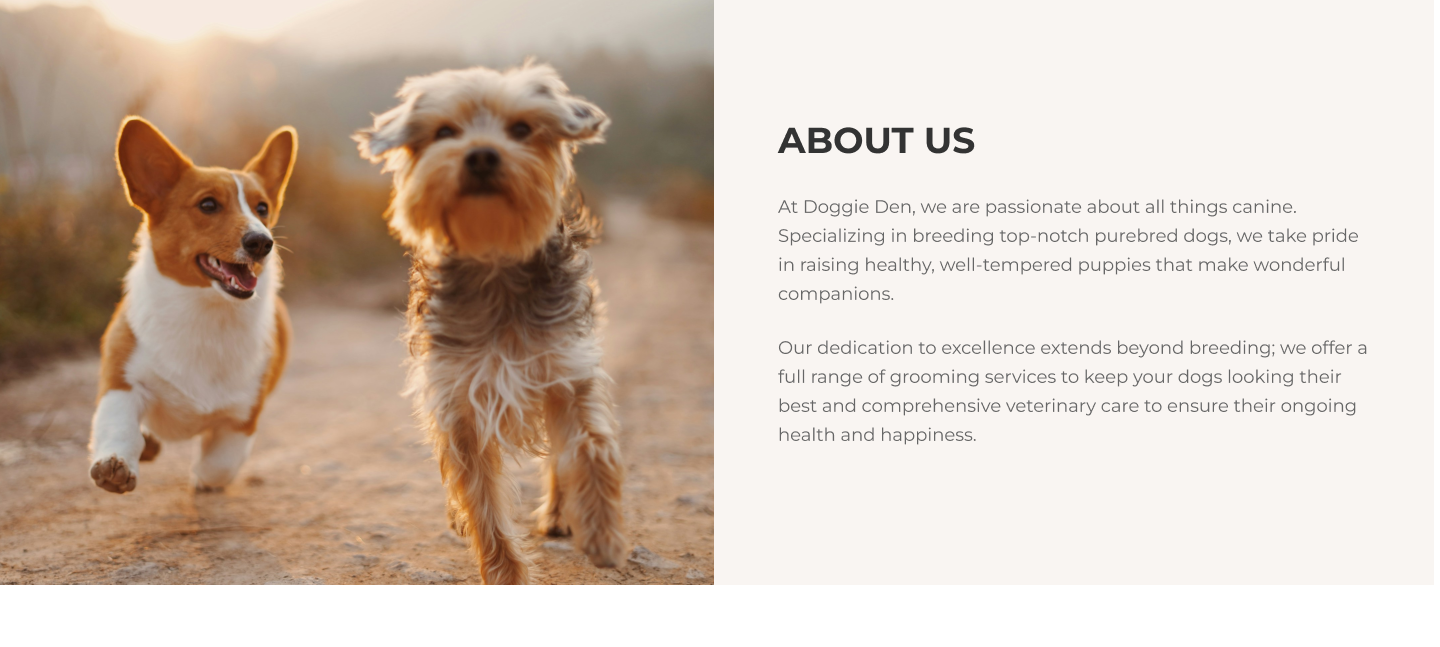 ABOUT US
At Doggie Den, we are passionate about all things canine.
Specializing in breeding top-notch purebred dogs, we take pride
in raising healthy, well-tempered puppies that make wonderful
companions.
Our dedication to excellence extends beyond breeding; we offer a
full range of grooming services to keep your dogs looking their
best and comprehensive veterinary care to ensure their ongoing
health and happiness.